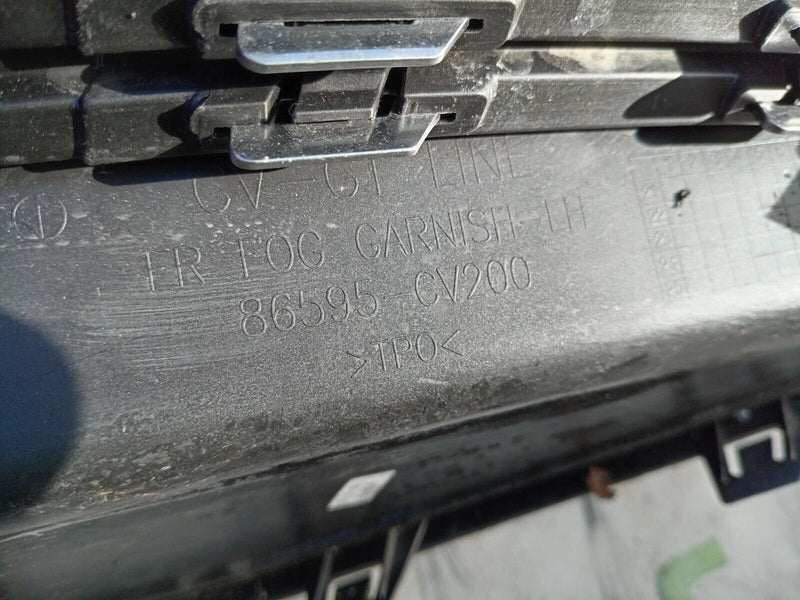 CV GT LINE
FR FOG GARNISH-LH
86595-CV200
>TPO<